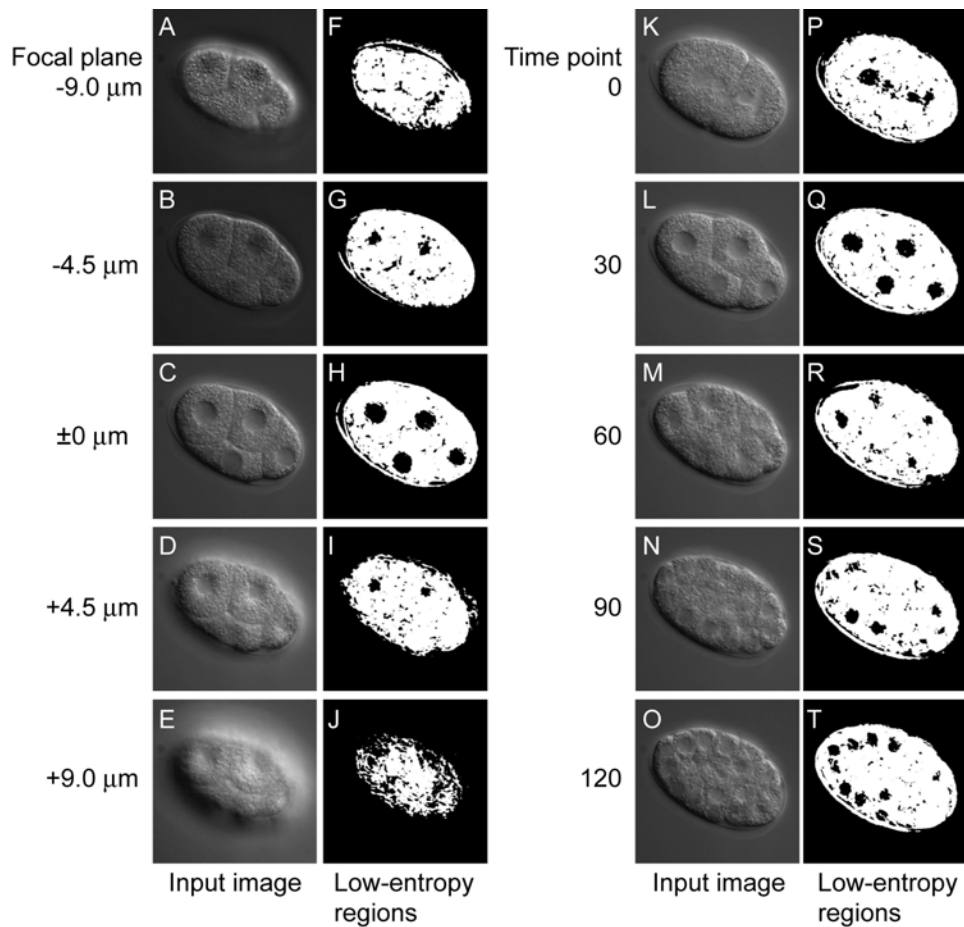 A F K P
Focal plane
-9.0 μm
Time point
0
B G L Q
-4.5 μm
30
C H M R
±0 μm
60
D I N S
+4.5 μm
90
E J O T
+9.0 μm
120
Input image
Low-entropy
regions
Input image
Low-entropy
regions